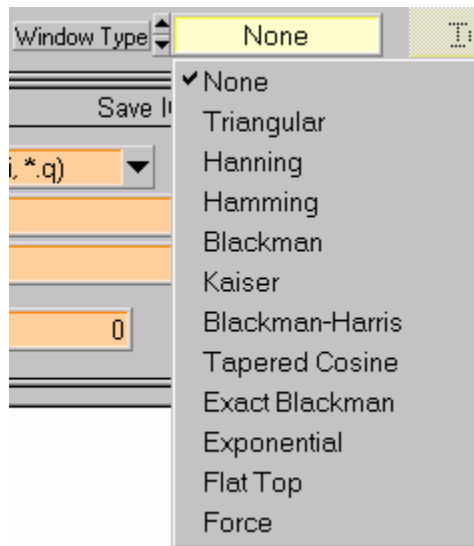 Window Type None
None
Save
Triangular
*.q)
Hanning
Hamming
Blackman
Kaiser
0
Blackman-Harris
Tapered Cosine
Exact Blackman
Exponential
Flat Top
Force